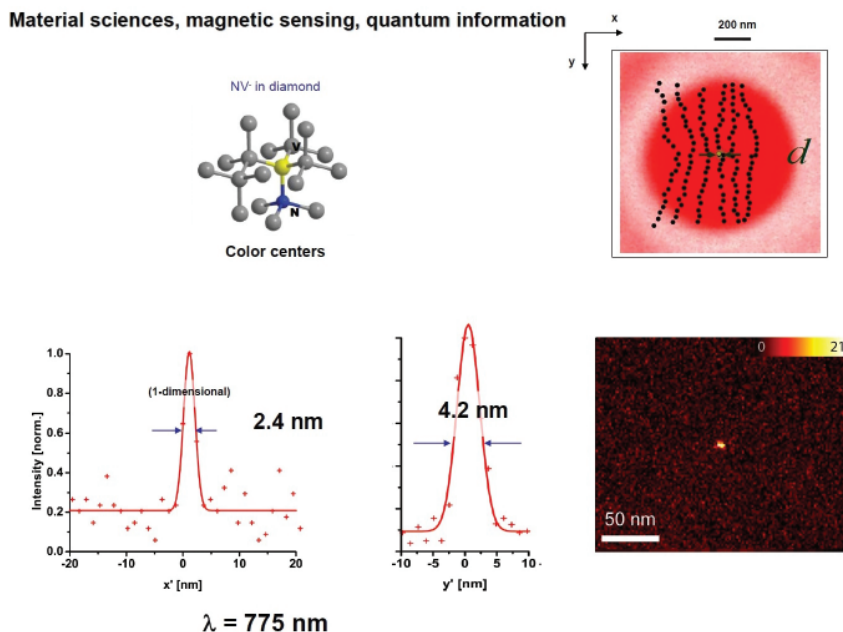 Material sciences, magnetic sensing, quantum information
x
y
200 nm
NV- in diamond
V
N
Color centers
d
1.0
0.8
0.6
0.4
0.2
0.0
Intensity [norm.]
(1-dimensional)
2.4 nm
-20 -10 0 10 20
x' [nm]
4.2 nm
-10 -5 0 5 10
y' [nm]
0 21
50 nm
λ = 775 nm